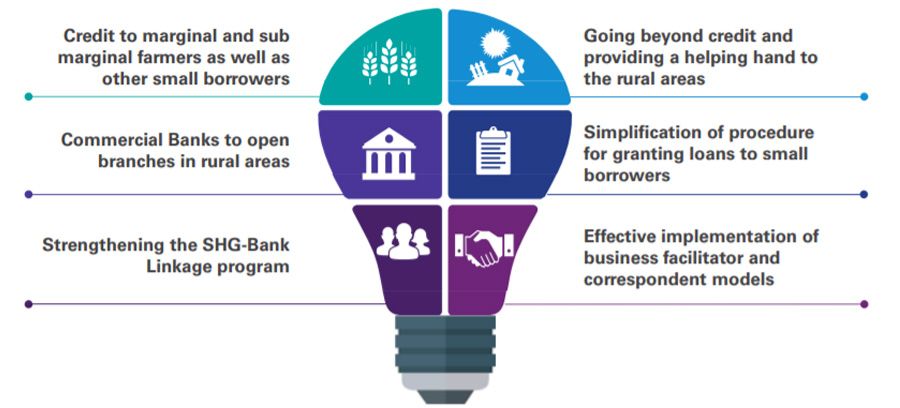 Credit to marginal and sub
marginal farmers as well as
other small borrowers
Going beyond credit and
providing a helping hand to
the rural areas
Commercial Banks to open
branches in rural areas
Simplification of procedure
for granting loans to small
borrowers
Strengthening the SHG-Bank
Linkage program
Effective implementation of
business facilitator and
correspondent models